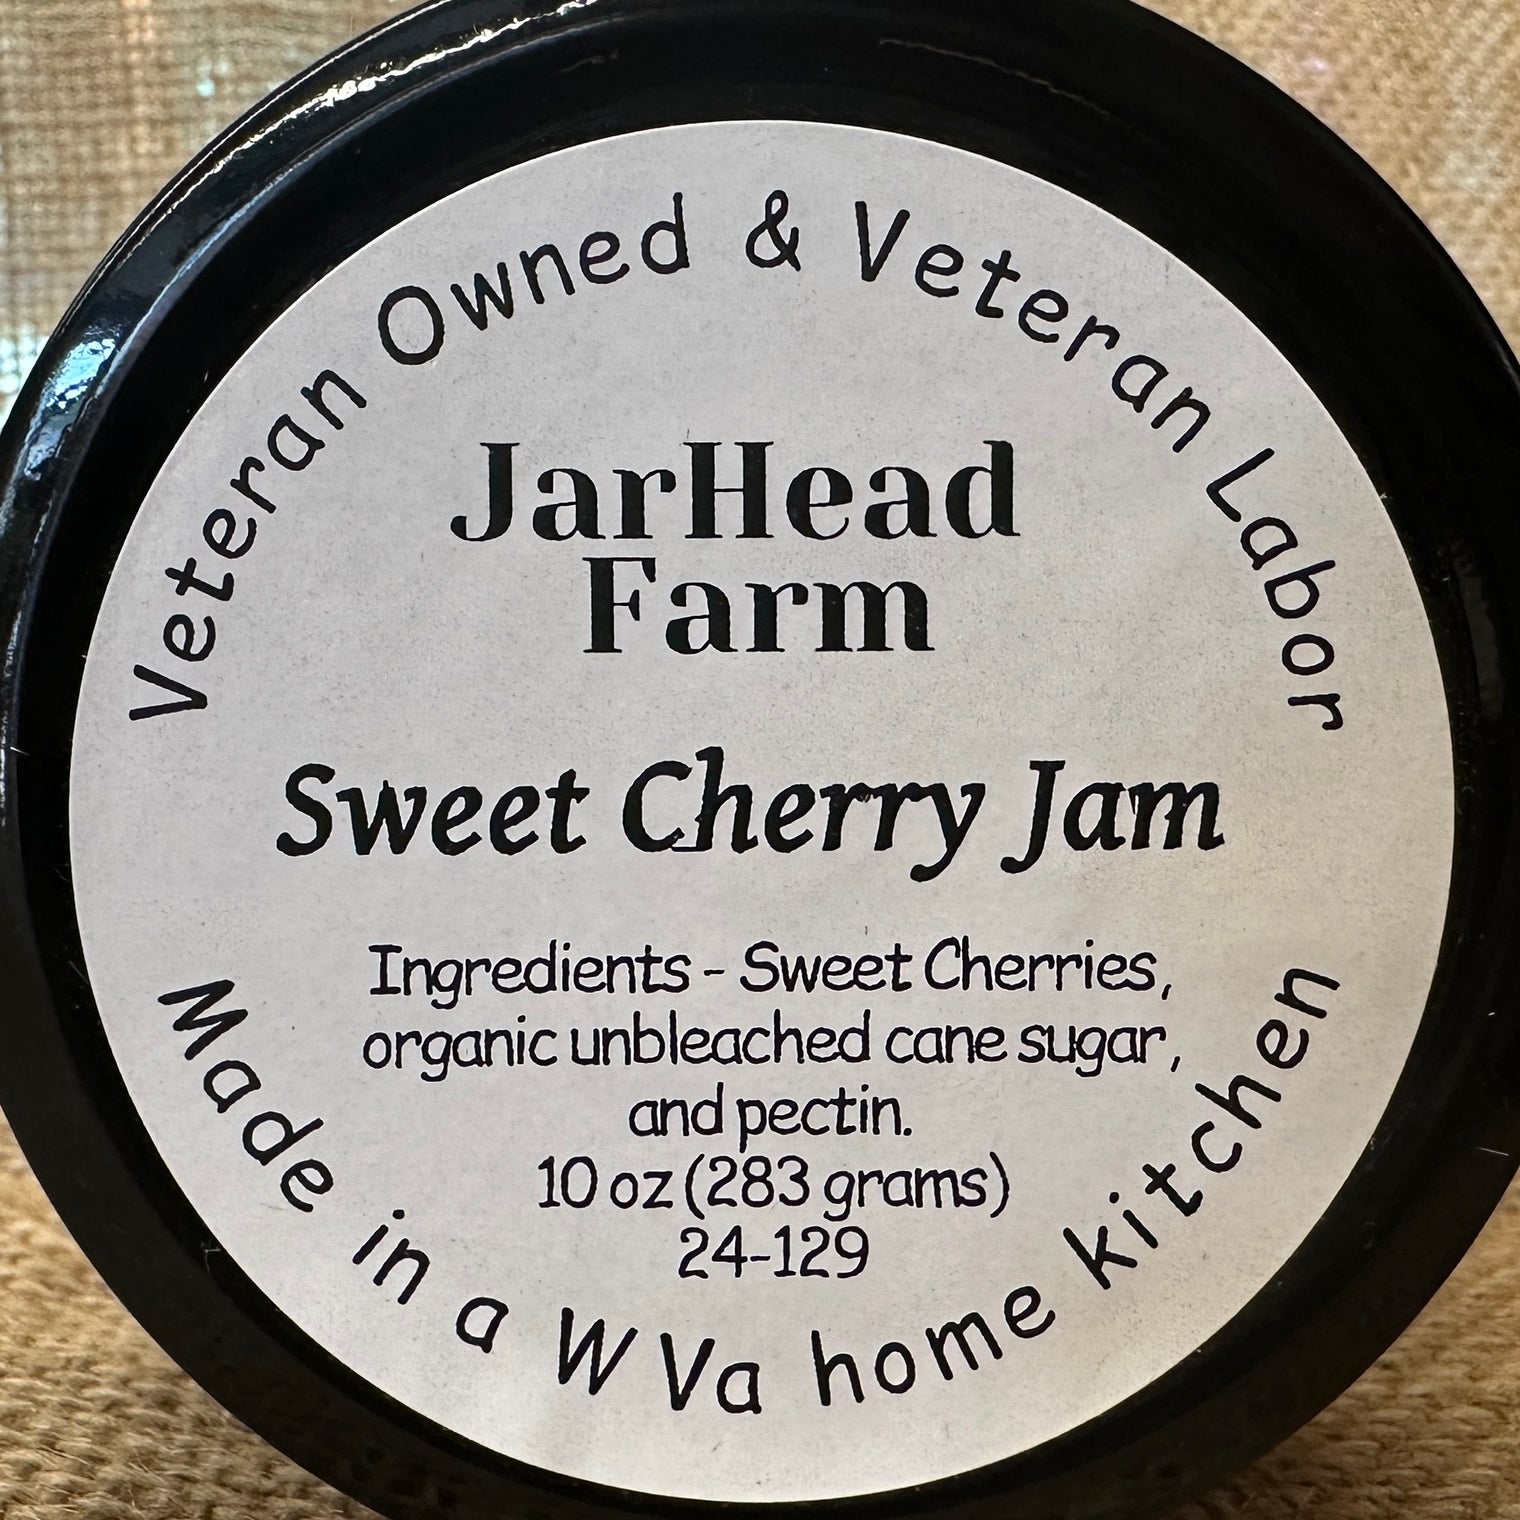 Veteran Owned & Veteran Labor
JarHead
Farm
Sweet Cherry Jam
Ingredients - Sweet Cherries,
organic unbleached cane sugar,
and pectin.
10 oz (283 grams)
24-129
Made in a W Va home kitchen